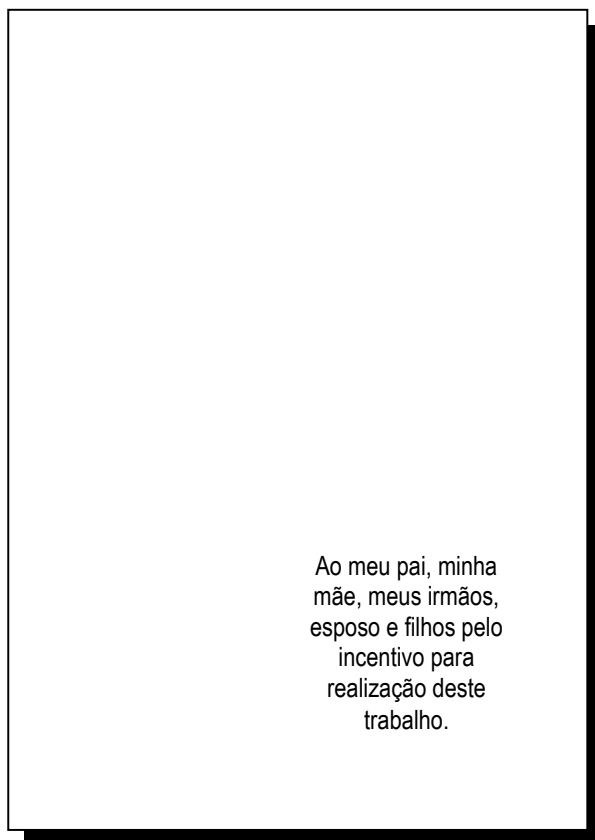 Ao meu pai, minha
mãe, meus irmãos,
esposo e filhos pelo
incentivo para
realização deste
trabalho.